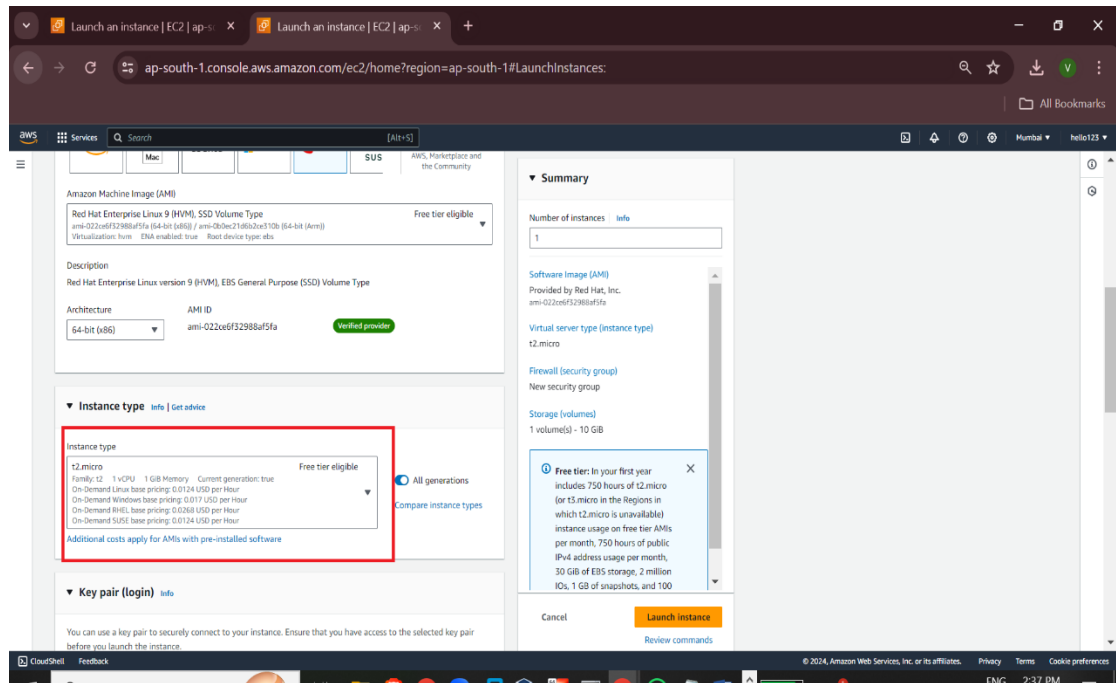 Launch an instance | EC2 | ap-s
Launch an instance | EC2 | ap-s
ap-south-1.console.aws.amazon.com/ec2/home?region=ap-south-1#LaunchInstances:
V
All Bookmarks
aws
Services
Search
[Alt+S]
Mumbai
hello123
Mac
SUS
AWS, Marketplace and
the Community
Amazon Machine Image (AMI)
Red Hat Enterprise Linux 9 (HVM), SSD Volume Type
Free tier eligible
ami-022ce6f32988af5fa (64-bit (x86)) / ami-0b0ec21d6b2ce310b (64-bit (Arm))
Virtualization: hvm ENA enabled: true Root device type: ebs
Description
Red Hat Enterprise Linux version 9 (HVM), EBS General Purpose (SSD) Volume Type
Architecture
AMI ID
64-bit (x86)
ami-022ce6f32988af5fa
Verified provider
Instance type Info | Get advice
Instance type
t2.micro
Free tier eligible
Family: t2 1 vCPU 1 GiB Memory Current generation: true
On-Demand Linux base pricing: 0.0124 USD per Hour
On-Demand Windows base pricing: 0.017 USD per Hour
On-Demand RHEL base pricing: 0.0268 USD per Hour
On-Demand SUSE base pricing: 0.0124 USD per Hour
All generations
Compare instance types
Additional costs apply for AMIs with pre-installed software
Key pair (login) Info
You can use a key pair to securely connect to your instance. Ensure that you have access to the selected key pair
before you launch the instance.
Summary
Number of instances Info
1
Software Image (AMI)
Provided by Red Hat, Inc.
ami-022ce6f32988af5fa
Virtual server type (instance type)
t2.micro
Firewall (security group)
New security group
Storage (volumes)
1 volume(s) - 10 GiB
Free tier: In your first year
includes 750 hours of t2.micro
(or t3.micro in the Regions in
which t2.micro is unavailable)
instance usage on free tier AMIs
per month, 750 hours of public
IPv4 address usage per month,
30 GiB of EBS storage, 2 million
IOs, 1 GB of snapshots, and 100
Cancel
Launch instance
Review commands
CloudShell
Feedback
© 2024, Amazon Web Services, Inc. or its affiliates.
Privacy
Terms
Cookie preferences
ENG
2:37 PM